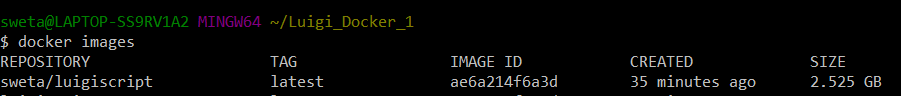 sweta@LAPTOP-SS9RV1A2 MINGW64 ~/Luigi_Docker_1
$ docker images
REPOSITORY TAG IMAGE ID CREATED SIZE
sweta/luigiscript latest ae6a214f6a3d 35 minutes ago 2.525 GB